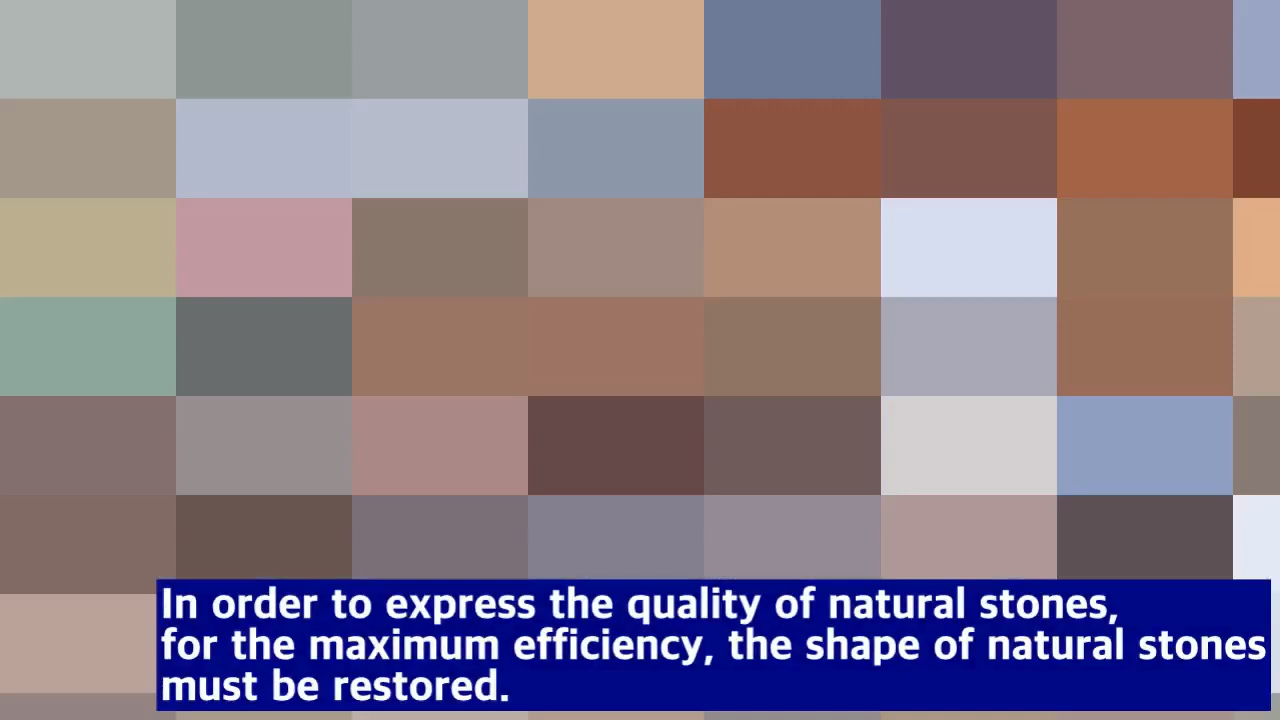 In order to express the quality of natural stones,
for the maximum efficiency, the shape of natural stones
must be restored.